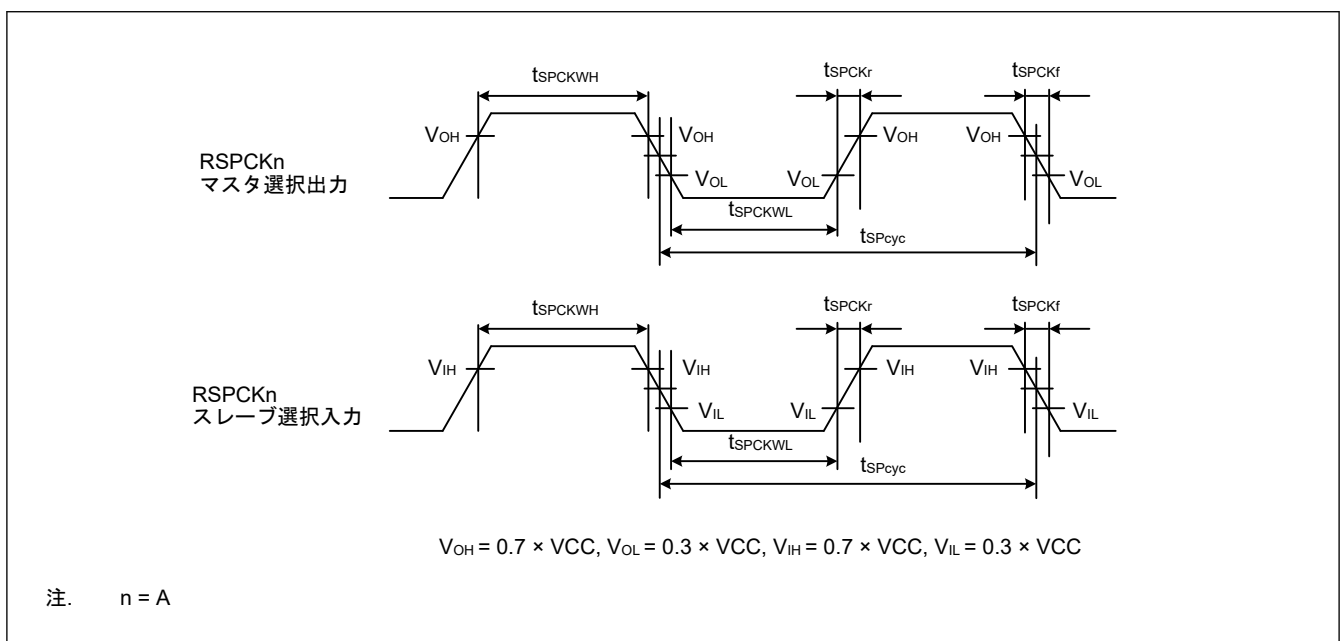 tSPCKWH tSPCKr tSPCKf
VOH VOH VOH VOH
RSPCKn
マスタ選択出力
VOL VOL VOL
tSPCKWL
tSPcyc
tSPCKWH tSPCKr tSPCKf
VIH VIH VIH VIH
RSPCKn
スレーブ選択入力
VIL VIL VIL
tSPCKWL
tSPcyc
VOH = 0.7 × VCC, VOL = 0.3 × VCC, VIH = 0.7 × VCC, VIL = 0.3 × VCC
注. n = A